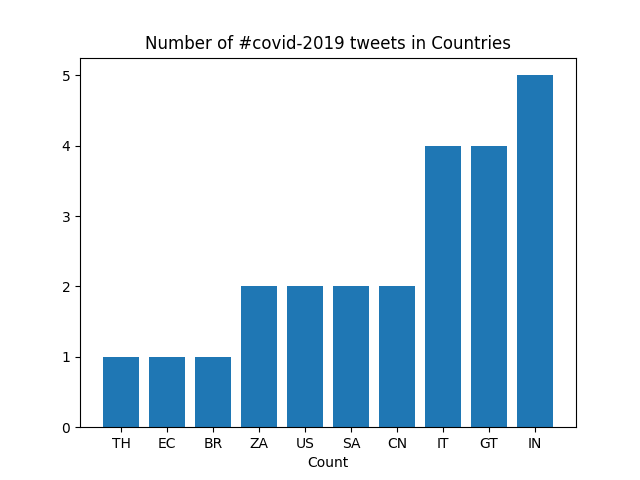 Number of #covid-2019 tweets in Countries
5
4
3
2
1
0
TH EC BR ZA US SA CN IT GT IN
Count